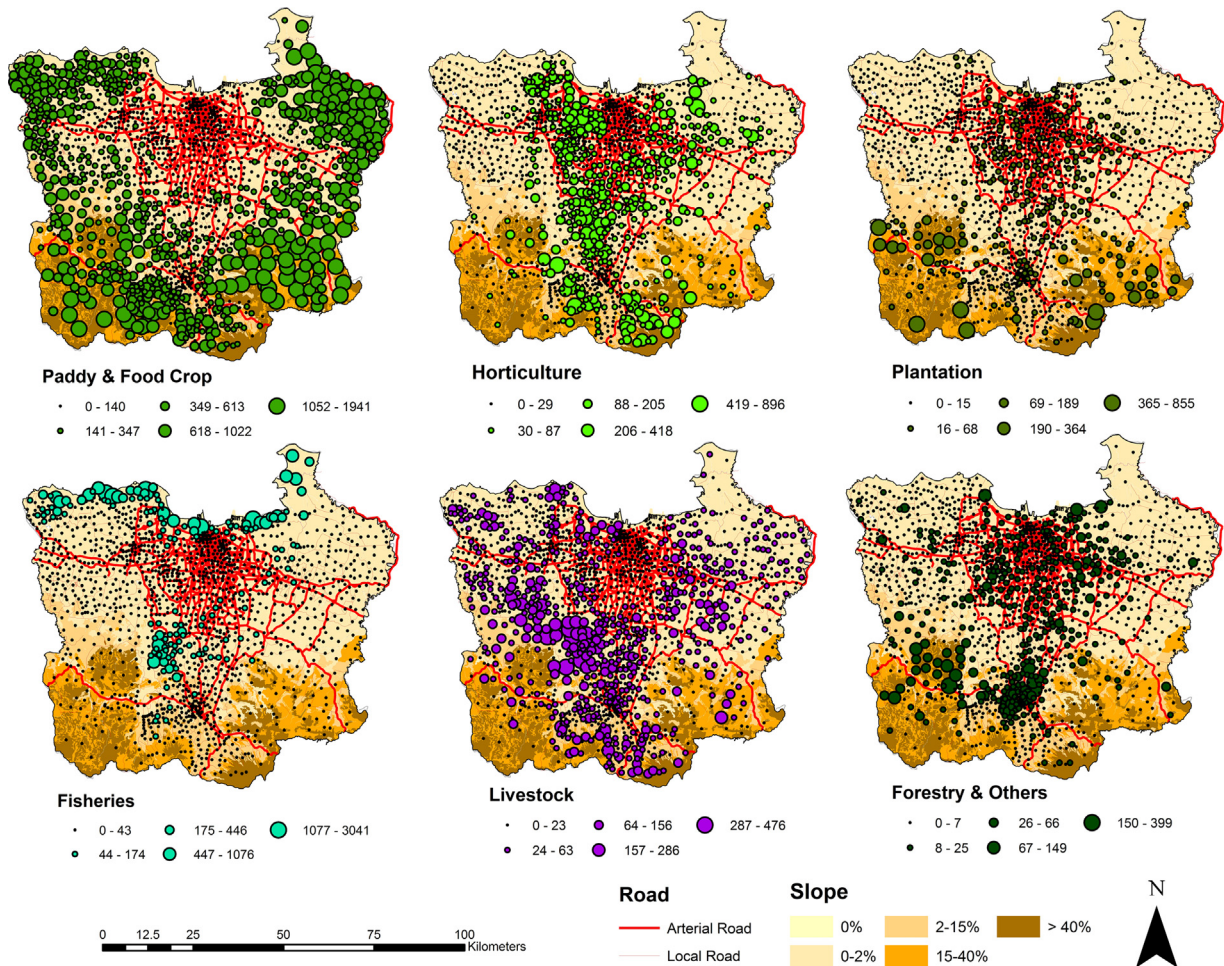 Paddy & Food Crop
0 - 140
349 - 613
1052 - 1941
141 - 347
618 - 1022
Horticulture
0 - 29
88 - 205
419 - 896
30 - 87
206 - 418
Plantation
0 - 15
69 - 189
365 - 855
16 - 68
190 - 364
Fisheries
0 - 43
175 - 446
1077 - 3041
44 - 174
447 - 1076
Livestock
0 - 23
64 - 156
287 - 476
24 - 63
157 - 286
Forestry & Others
0 - 7
26 - 66
150 - 399
8 - 25
67 - 149
0 12.5 25 50 75 100
Kilometers
Road
Arterial Road
Local Road
Slope
0%
2-15%
> 40%
0-2%
15-40%
N